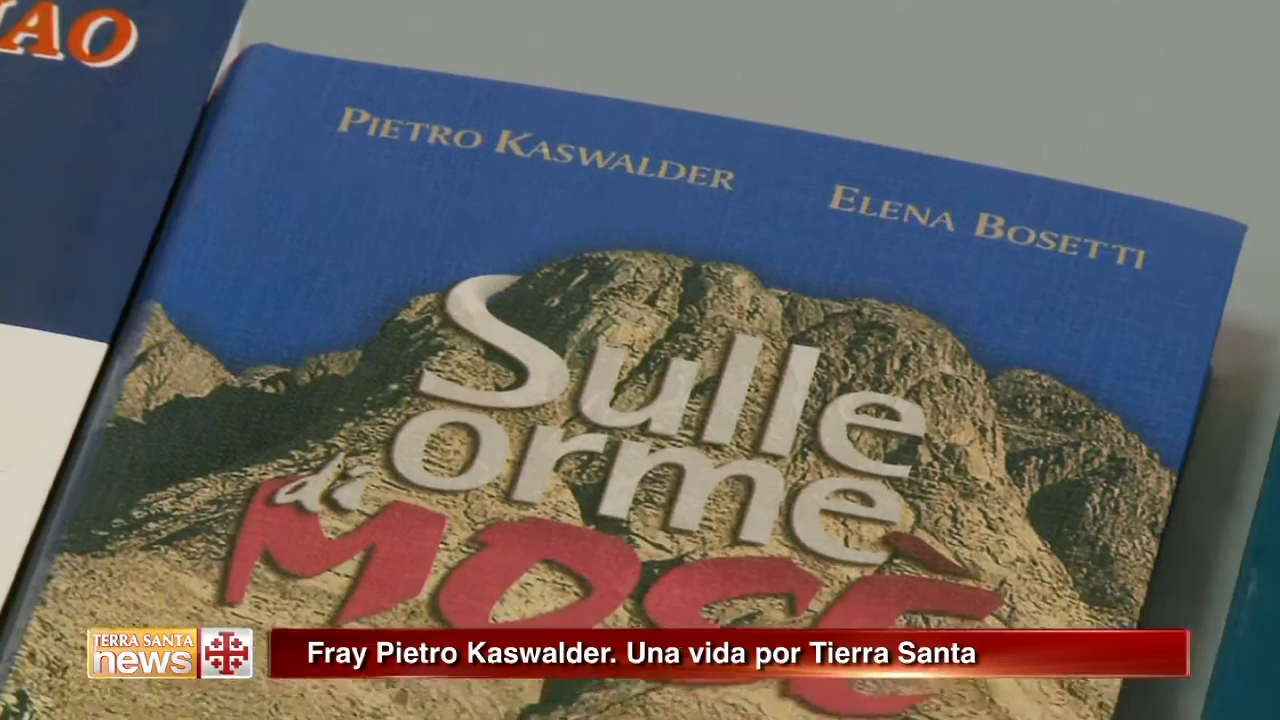 PIETRO KASWALDER
ELENA BOSETTI
Sulle
orme
di
MOSÈ
TERRA SANTA
news
Fray Pietro Kaswalder. Una vida por Tierra Santa